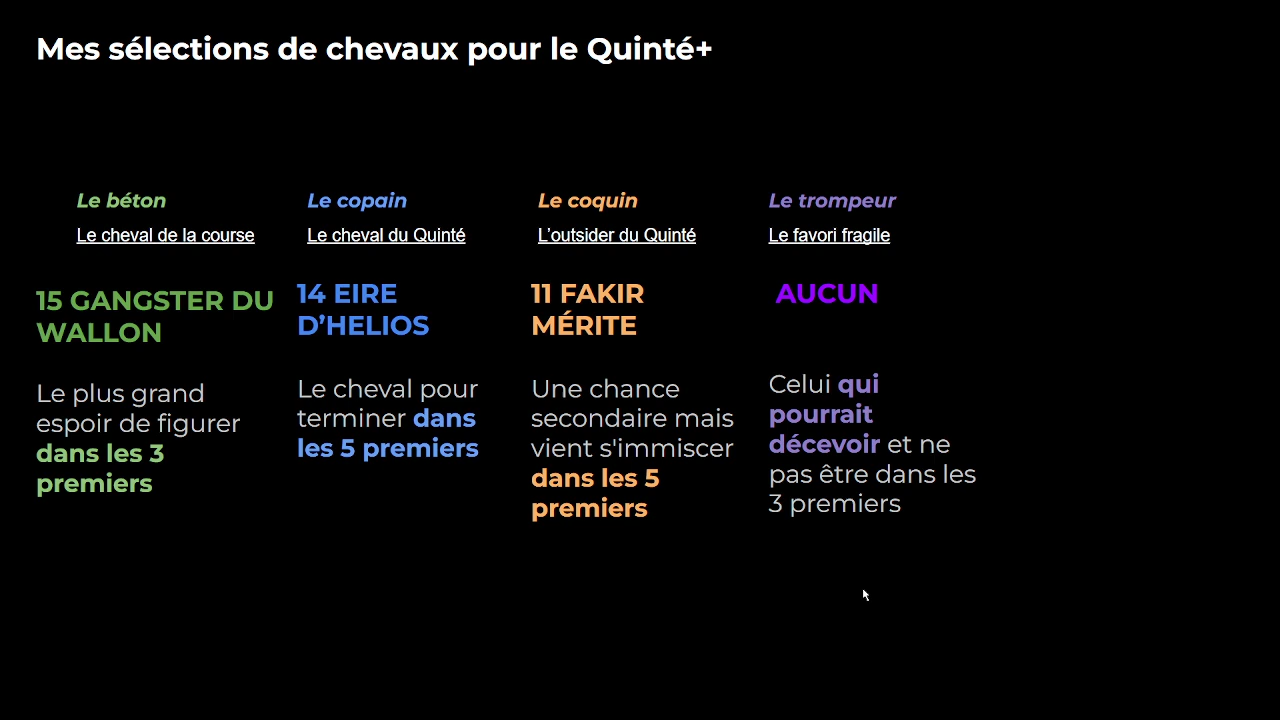 Mes sélections de chevaux pour le Quinté+
Le béton
Le cheval de la course
15 GANGSTER DU
WALLON
Le plus grand
espoir de figurer
dans les 3
premiers
Le copain
Le cheval du Quinté
14 EIRE
D'HELIOS
Le cheval pour
terminer dans
les 5 premiers
Le coquin
L'outsider du Quinté
11 FAKIR
MÉRITE
Une chance
secondaire mais
vient s'immiscer
dans les 5
premiers
Le trompeur
Le favori fragile
AUCUN
Celui qui
pourrait
décevoir et ne
pas être dans les
3 premiers